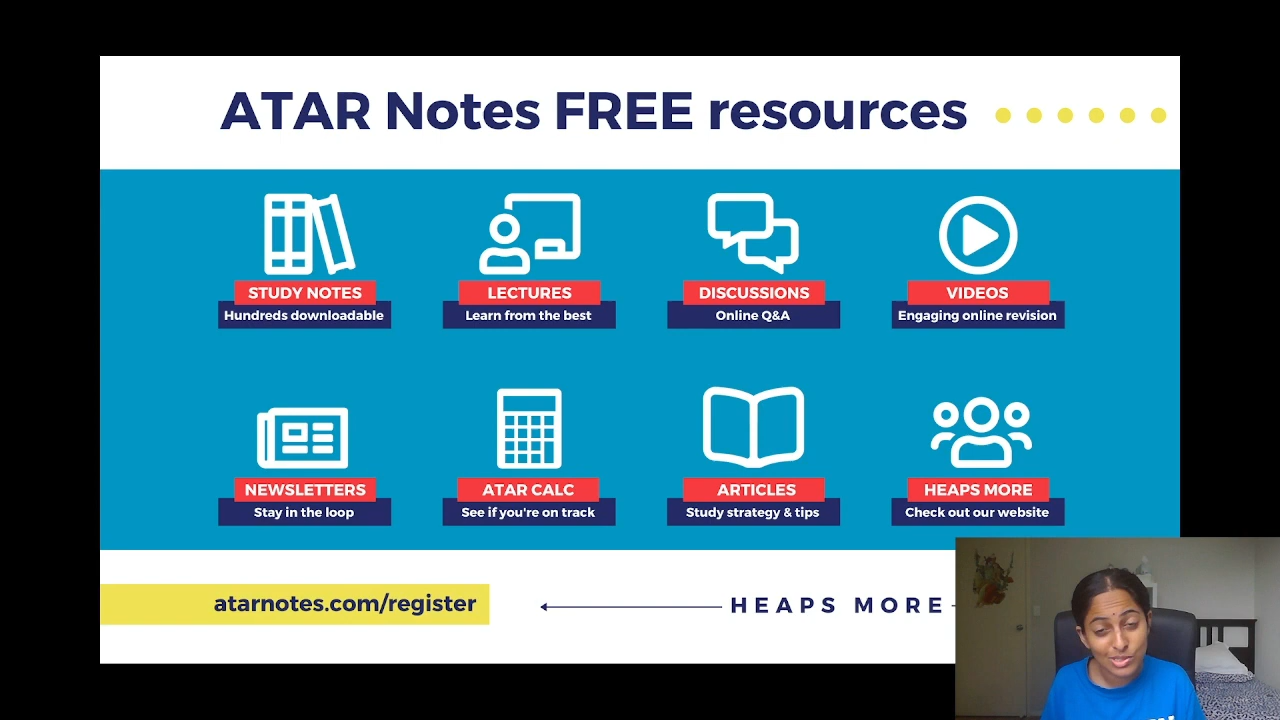 ATAR Notes FREE resources
STUDY NOTES
Hundreds downloadable
LECTURES
Learn from the best
DISCUSSIONS
Online Q&A
VIDEOS
Engaging online revision
NEWSLETTERS
Stay in the loop
ATAR CALC
See if you're on track
ARTICLES
Study strategy & tips
HEAPS MORE
Check out our website
atarnotes.com/register
HEAPS MORE